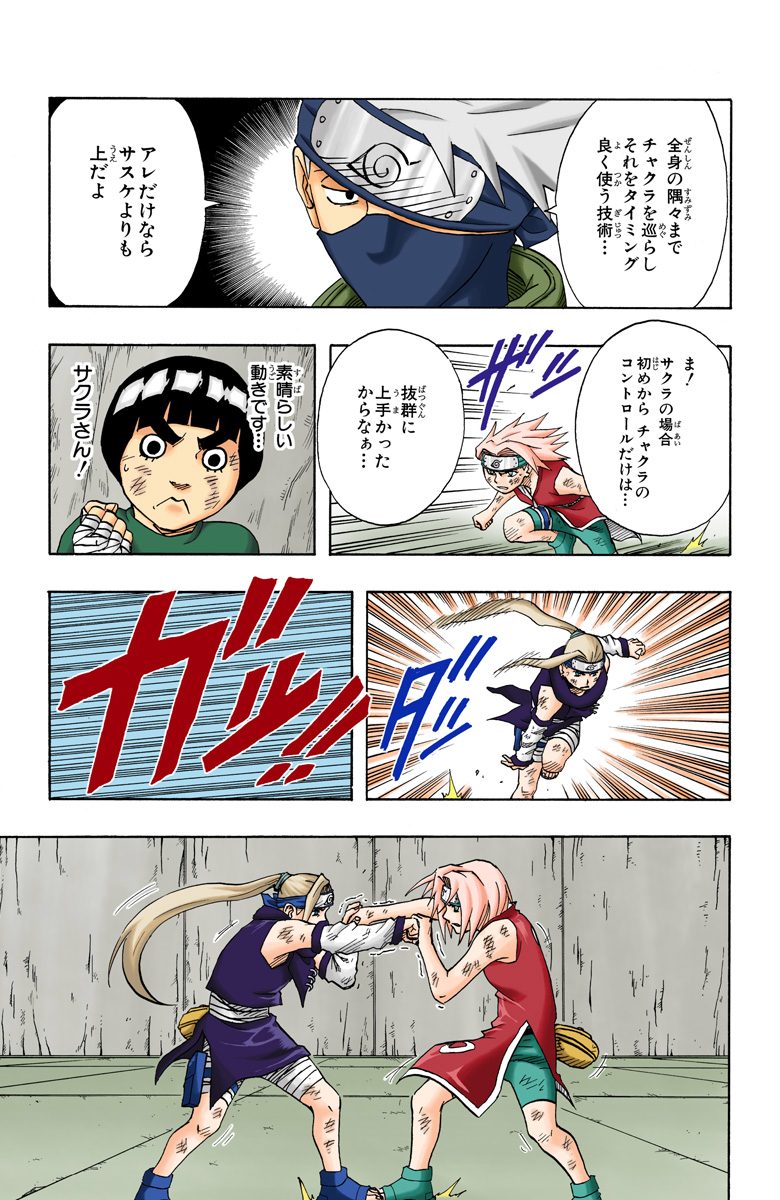 全身の隅々まで
チャクラを巡らし
それをタイミング
良く使う技術…
アレだけなら
サスケよりも
上だよ
ま！
サクラの場合
初めから チャクラの
コントロールだけは…
ダッ
抜群に
上手かった
からなぁ…
素晴らしい
動きです…
サクラさん！
ダッ
ガッ!!